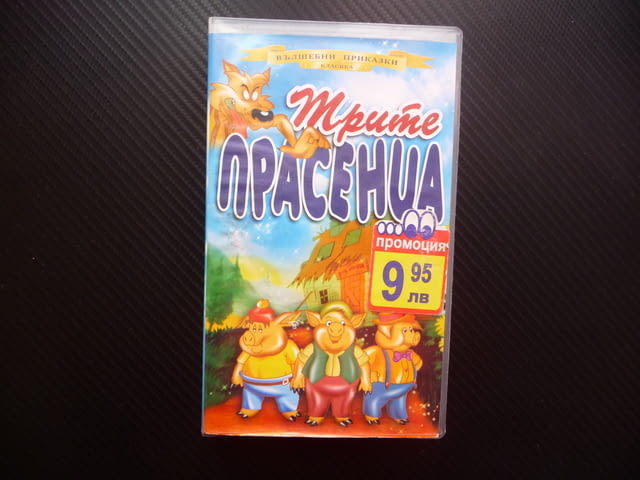 ВЪЛШЕБНИ ПРИКАЗКИ
КЛАСИКА
Трите
ПРАСЕНЦА
промоция
9 95
лв